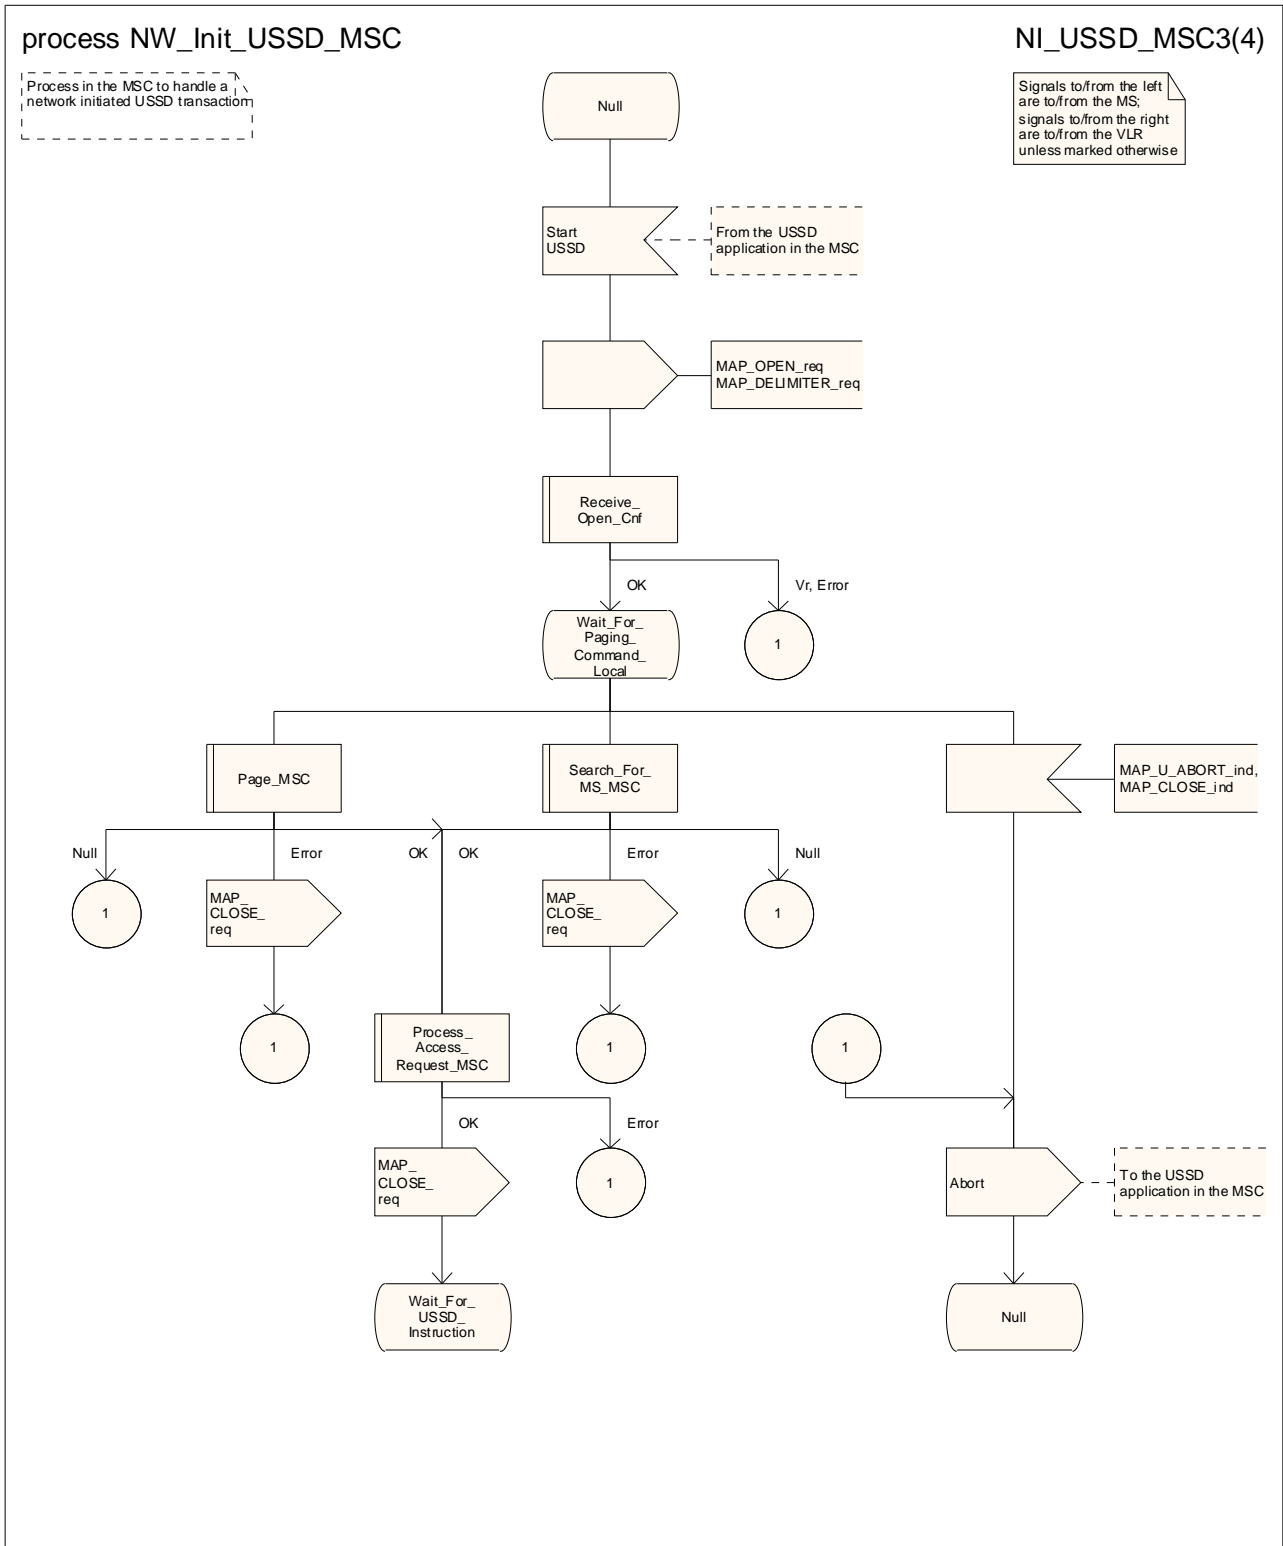 process NW_Init_USSD_MSC
NI_USSD_MSC3(4)
Process in the MSC to handle a
network initiated USSD transaction
Signals to/from the left
are to/from the MS;
signals to/from the right
are to/from the VLR
unless marked otherwise
Null
Start
USSD
From the USSD
application in the MSC
MAP_OPEN_req
MAP_DELIMITER_req
Receive_
Open_Cnf
OK
Vr, Error
Wait_For_
Paging_
Command_
Local
1
Page_MSC
Search_For_
MS_MSC
MAP_U_ABORT_ind,
MAP_CLOSE_ind
Null
Error
OK
OK
Error
Null
1
MAP_
CLOSE_
req
MAP_
CLOSE_
req
1
1
Process_
Access_
Request_MSC
1
1
OK
Error
MAP_
CLOSE_
req
1
Abort
To the USSD
application in the MSC
Wait_For_
USSD_
Instruction
Null